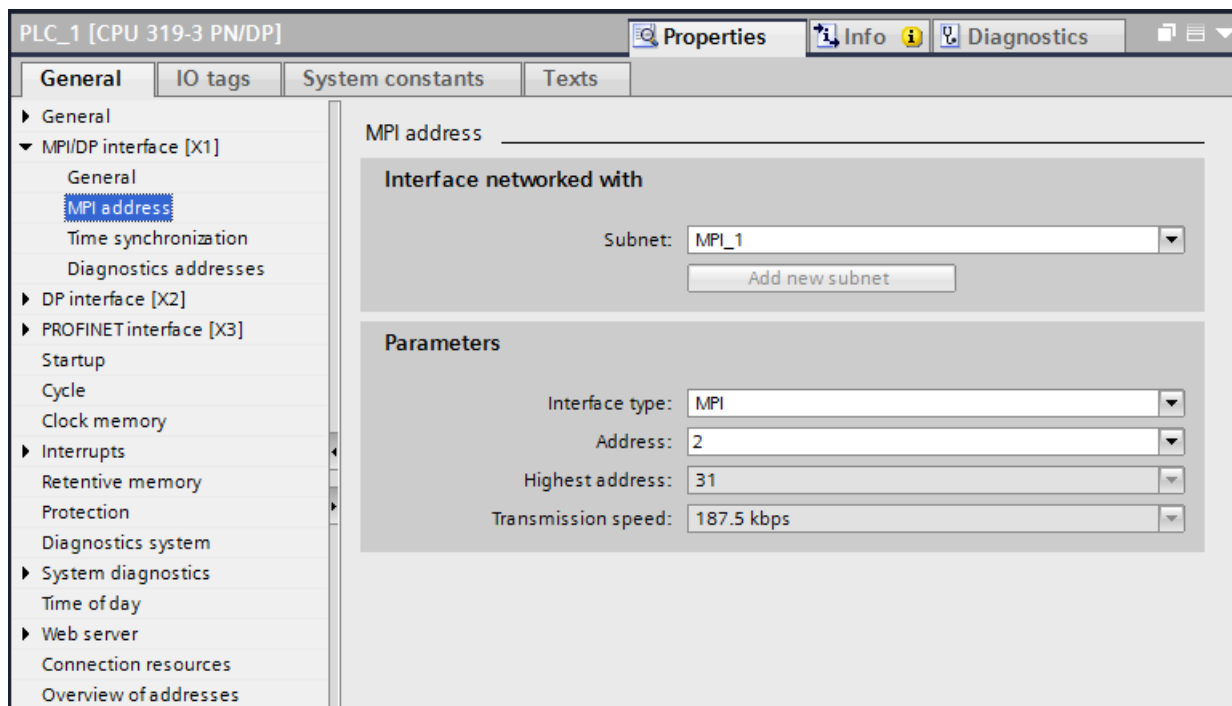 PLC_1 [CPU 319-3 PN/DP]
Properties
Info
Diagnostics
General
IO tags
System constants
Texts
General
MPI/DP interface [X1]
General
MPI address
Time synchronization
Diagnostics addresses
DP interface [X2]
PROFINET interface [X3]
Startup
Cycle
Clock memory
Interrupts
Retentive memory
Protection
Diagnostics system
System diagnostics
Time of day
Web server
Connection resources
Overview of addresses
MPI address
Interface networked with
Subnet: MPI_1
Add new subnet
Parameters
Interface type: MPI
Address: 2
Highest address: 31
Transmission speed: 187.5 kbps